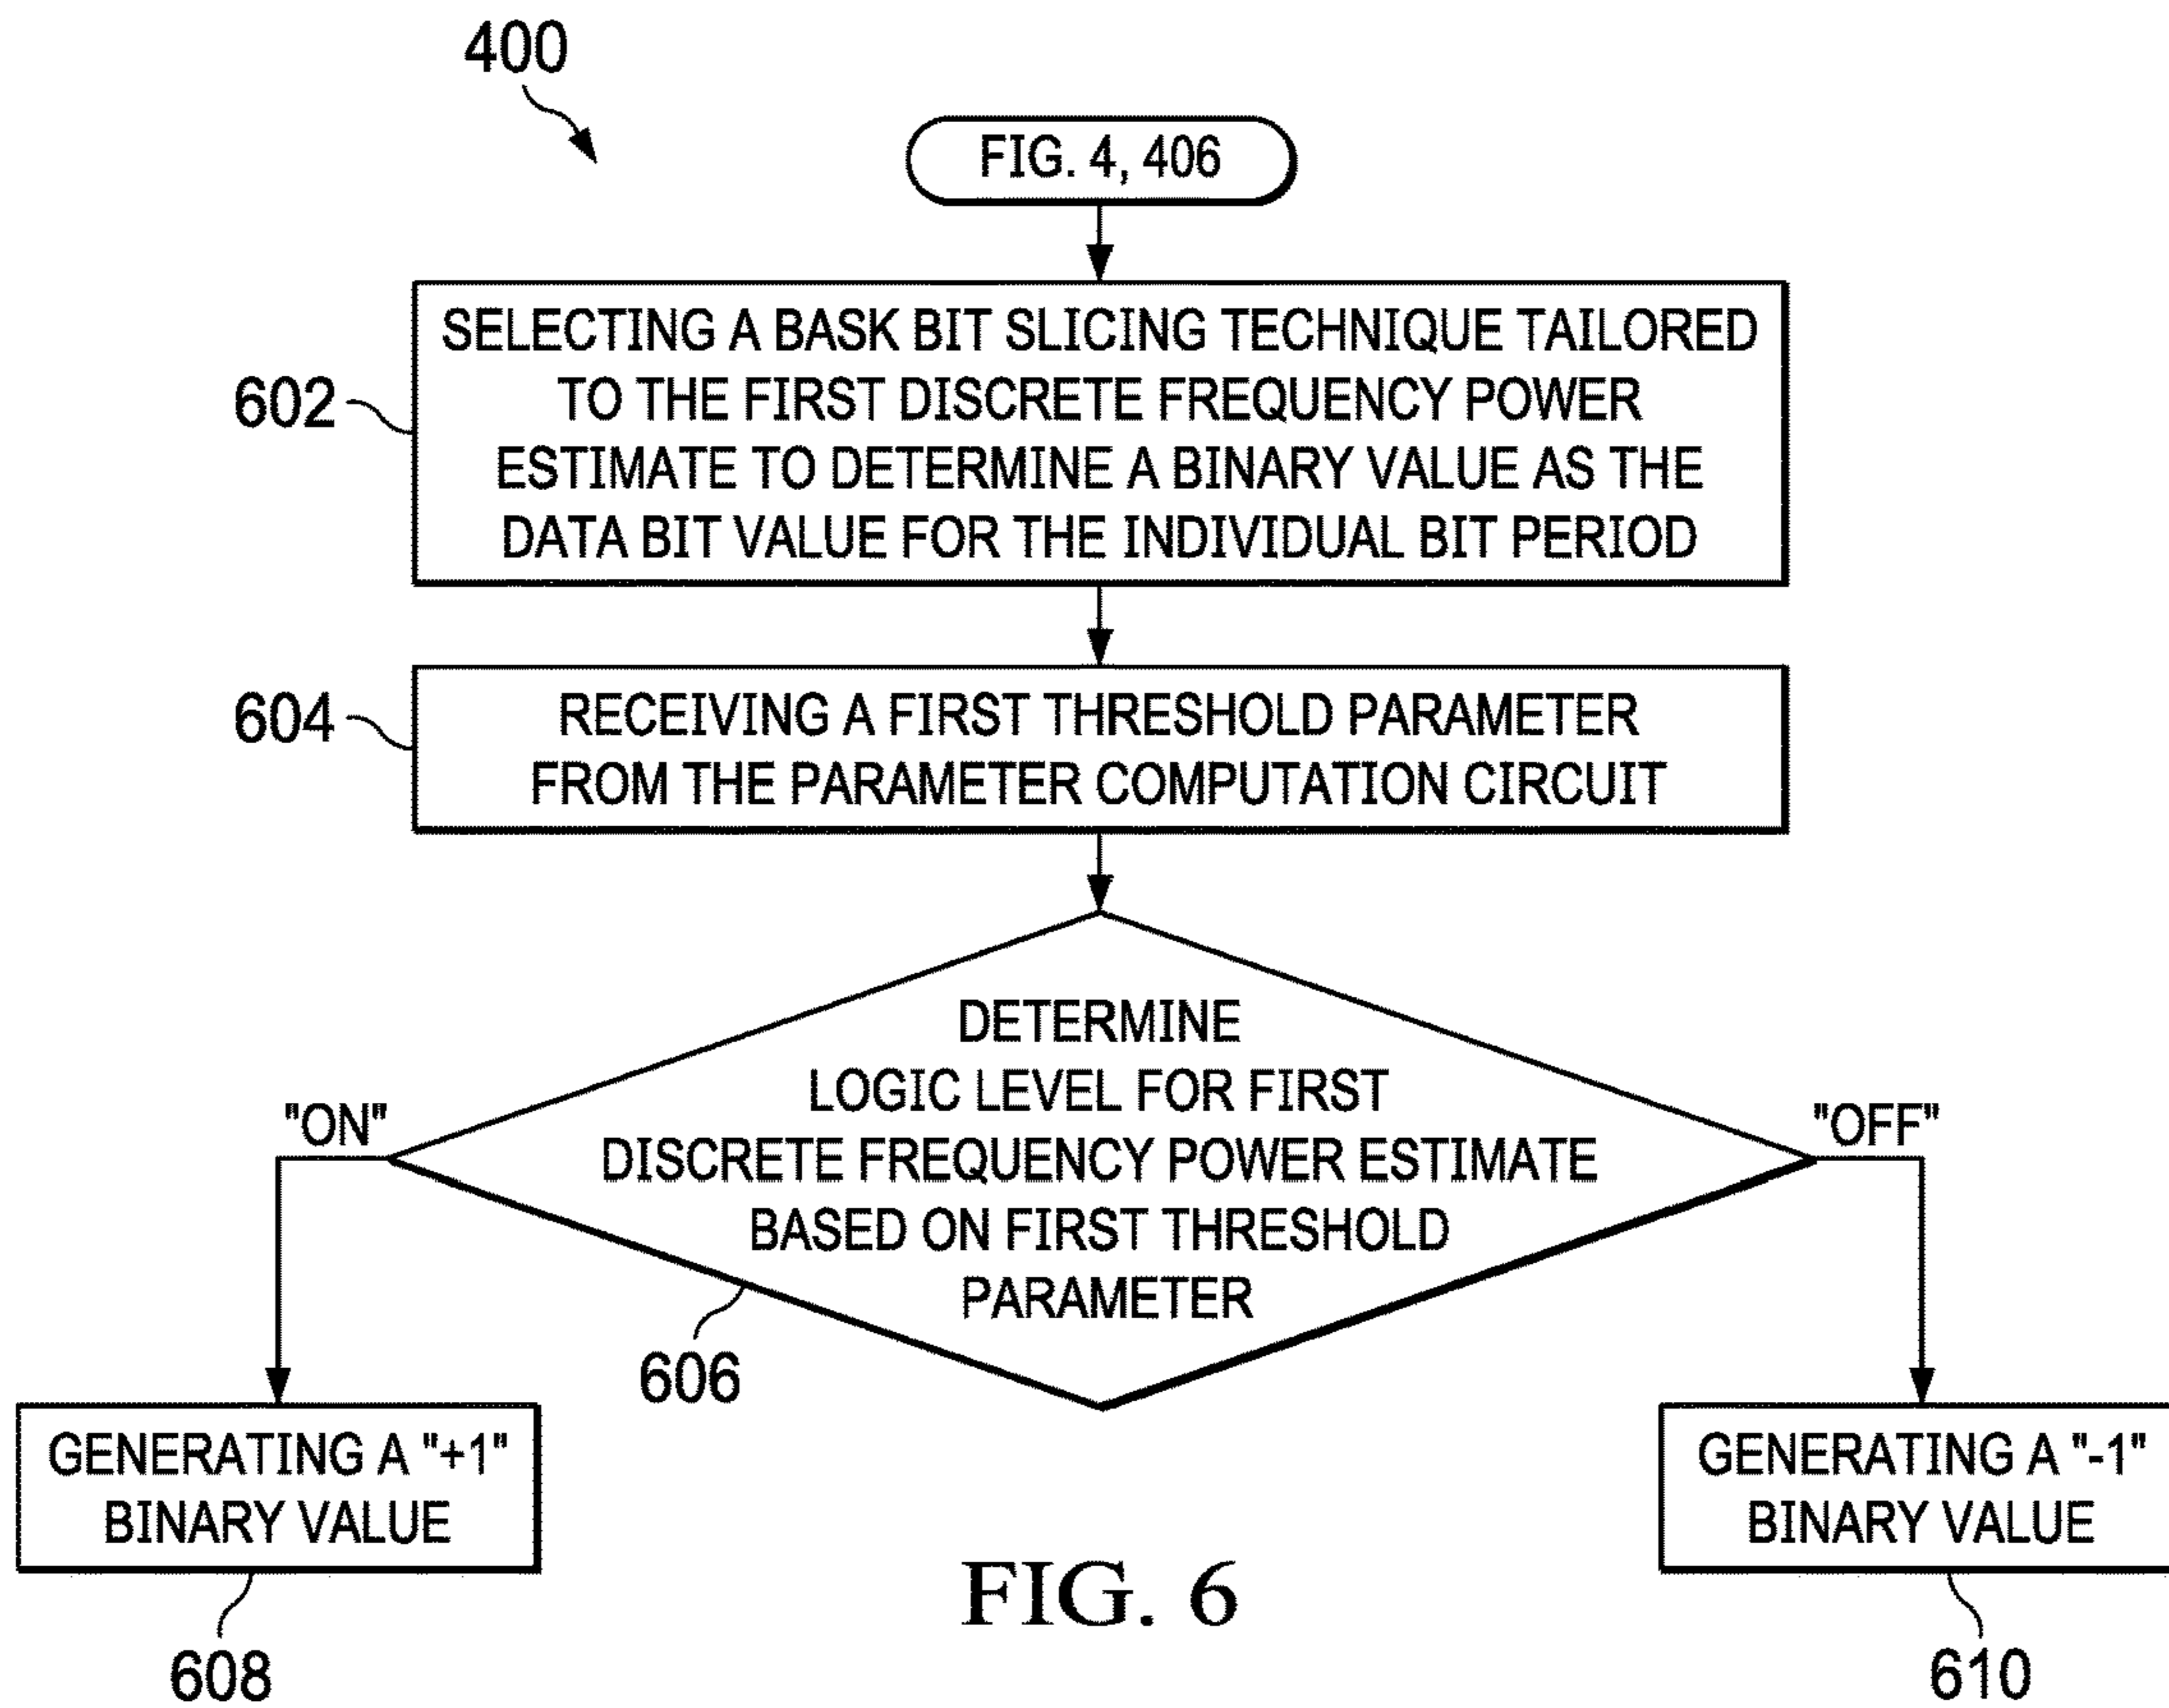 400
FIG. 4, 406
SELECTING A BASK BIT SLICING TECHNIQUE TAILORED
TO THE FIRST DISCRETE FREQUENCY POWER
ESTIMATE TO DETERMINE A BINARY VALUE AS THE
DATA BIT VALUE FOR THE INDIVIDUAL BIT PERIOD
602
RECEIVING A FIRST THRESHOLD PARAMETER
FROM THE PARAMETER COMPUTATION CIRCUIT
604
DETERMINE
LOGIC LEVEL FOR FIRST
DISCRETE FREQUENCY POWER ESTIMATE
BASED ON FIRST THRESHOLD
PARAMETER
"ON"
"OFF"
606
GENERATING A "+1"
BINARY VALUE
608
GENERATING A "-1"
BINARY VALUE
610
FIG. 6